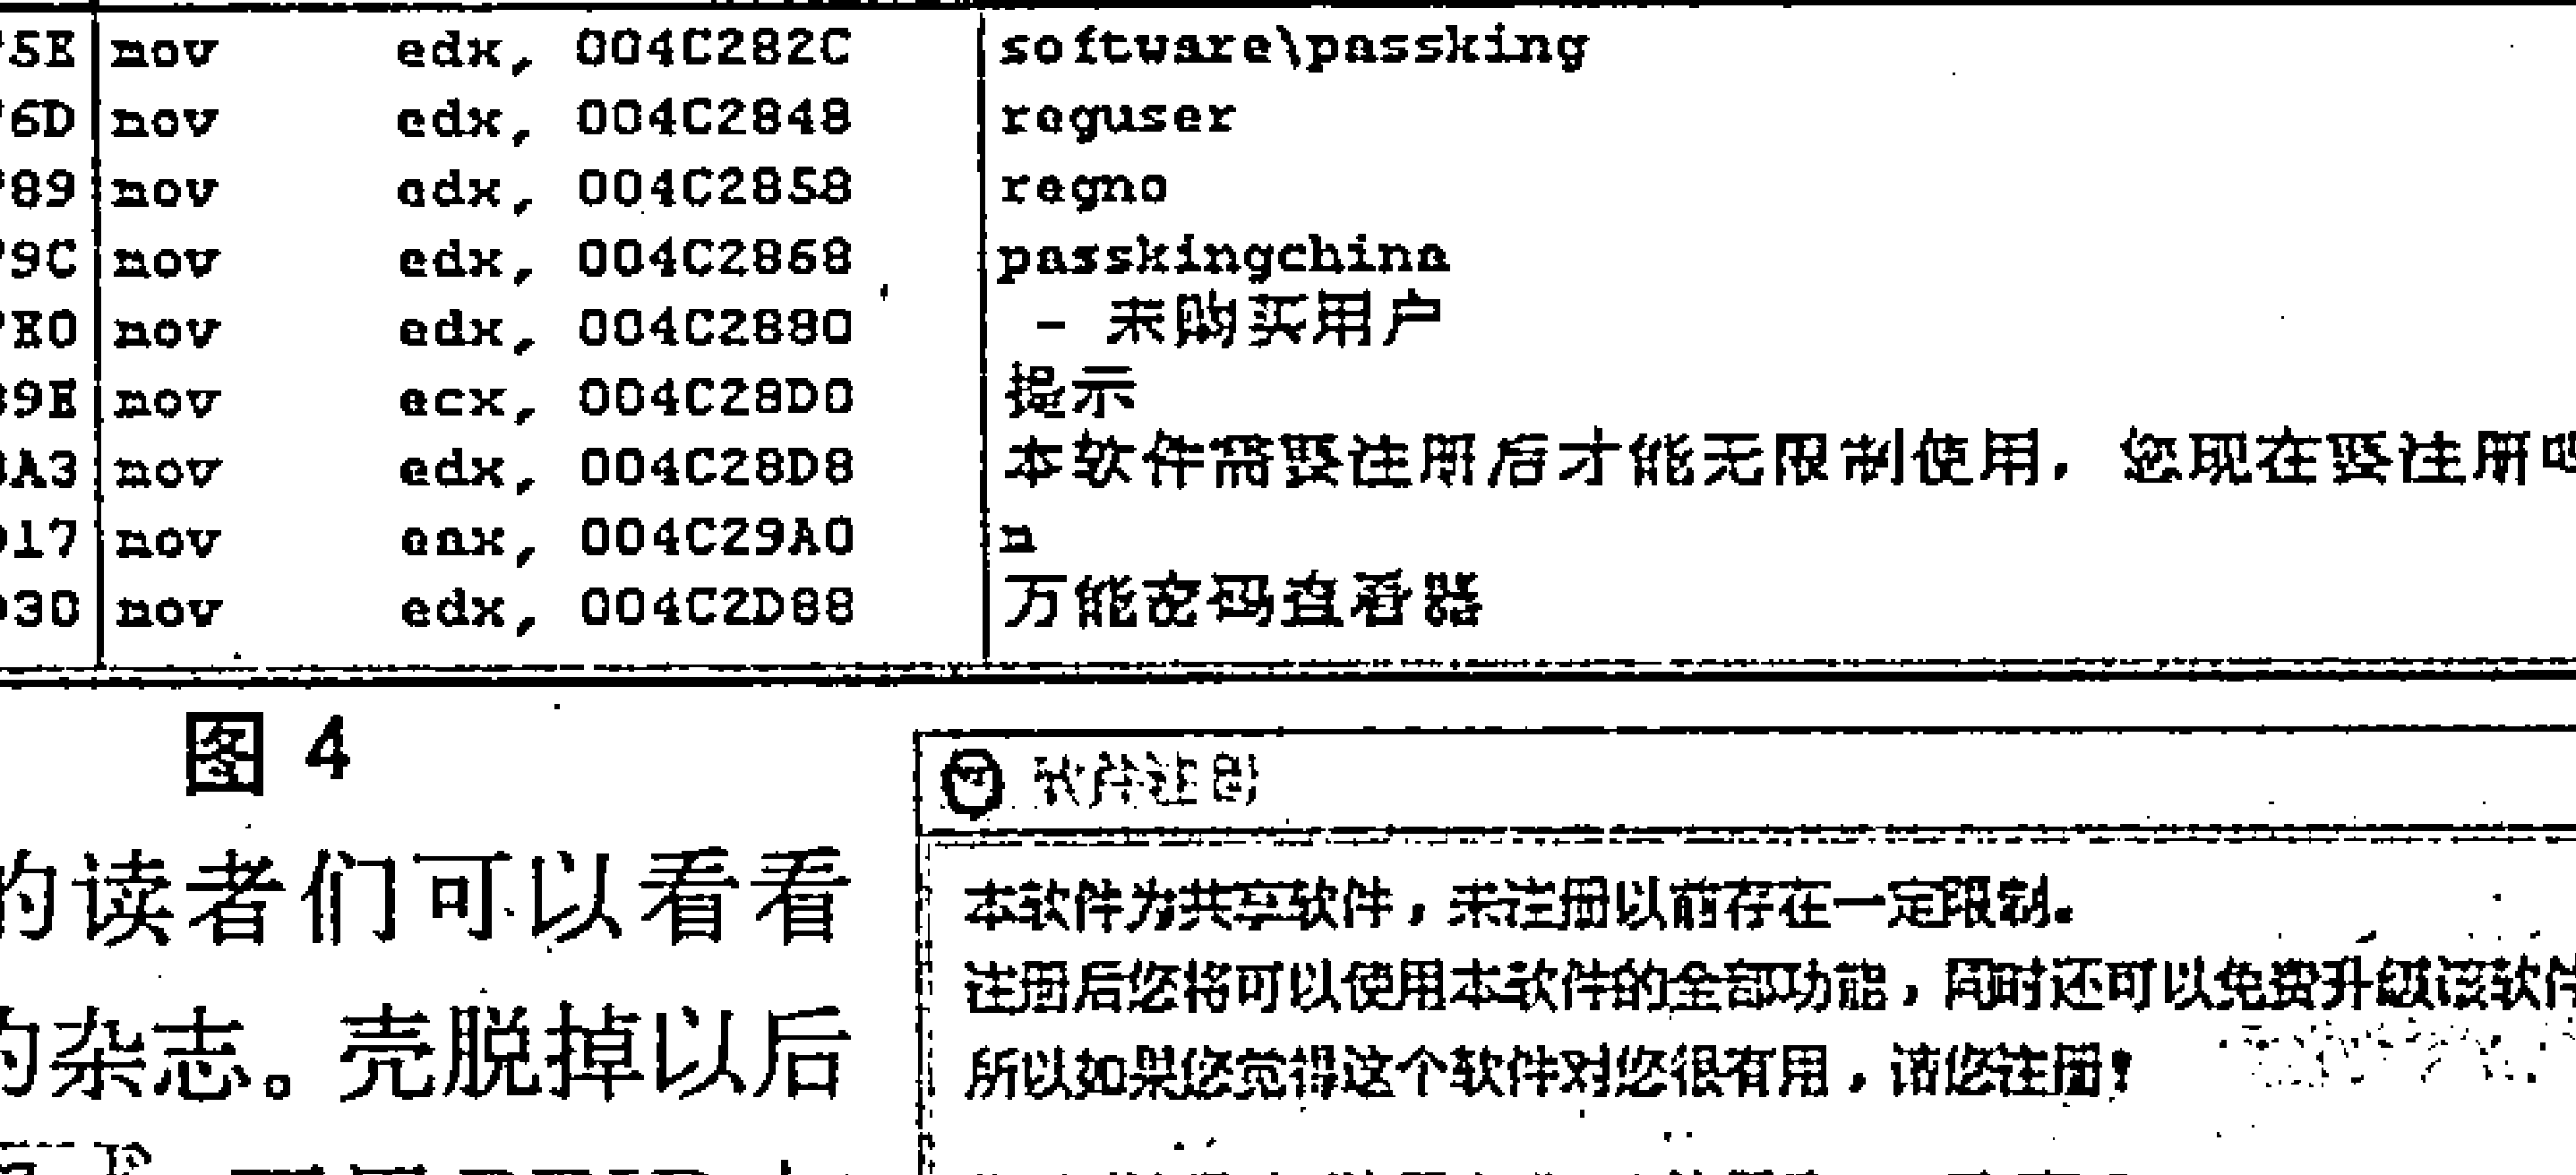 5E mov edx, 004C282C software\passking
6D mov edx, 004C2848 reguser
89 mov edx, 004C2858 regno
9C mov edx, 004C2868 passkingchina
E0 mov edx, 004C2880 - 未购买用户
9E mov ecx, 004C28D0 提示
A3 mov edx, 004C28D8 本软件需要注册后才能无限制使用，您现在要注册吗
17 mov eax, 004C29A0 m
30 mov edx, 004C2D88 万能密码查看器
图 4
的读者们可以看看
的杂志。壳脱掉以后
软件注册
本软件为共享软件，未注册以前存在一定限制。
注册后您将可以使用本软件的全部功能，同时还可以免费升级该软件
所以如果您觉得这个软件对您很有用，请您注册！